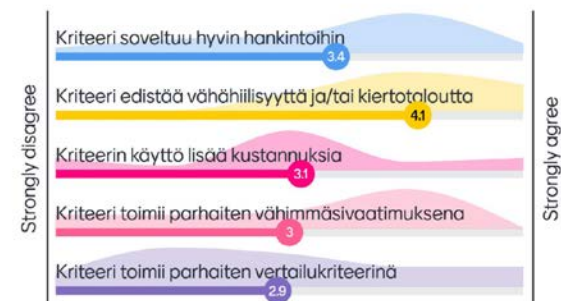 Strongly disagree
Kriteeri soveltuu hyvin hankintoihin
3.4
Kriteeri edistää vähähiilisyyttä ja/tai kiertotaloutta
4.1
Kriteerin käyttö lisää kustannuksia
3.1
Kriteeri toimii parhaiten vähimmäsivaatimuksena
3
Kriteeri toimii parhaiten vertailukriteerinä
2.9
Strongly agree